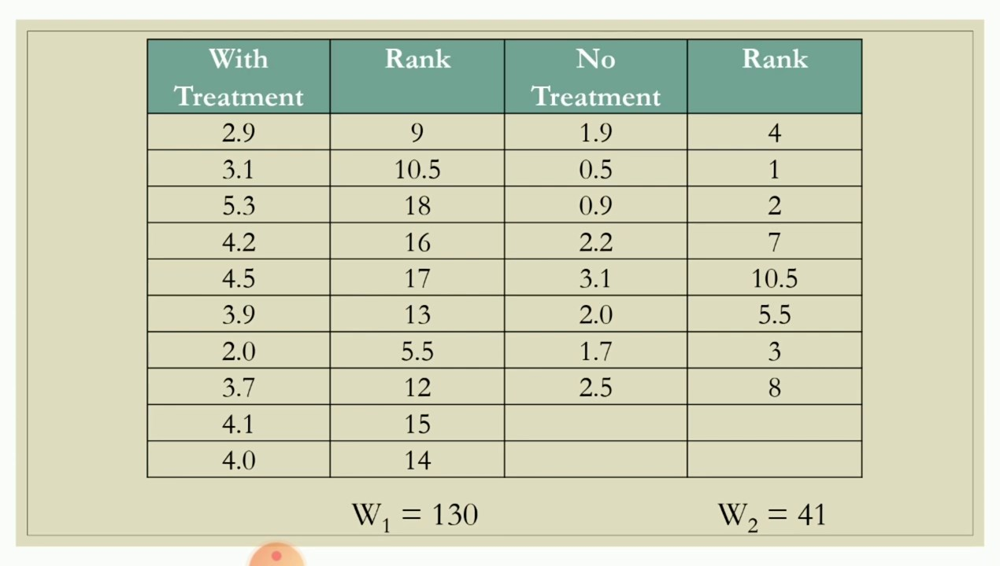 With Treatment Rank No Treatment Rank
2.9 9 1.9 4
3.1 10.5 0.5 1
5.3 18 0.9 2
4.2 16 2.2 7
4.5 17 3.1 10.5
3.9 13 2.0 5.5
2.0 5.5 1.7 3
3.7 12 2.5 8
4.1 15
4.0 14
W₁ = 130 W₂ = 41